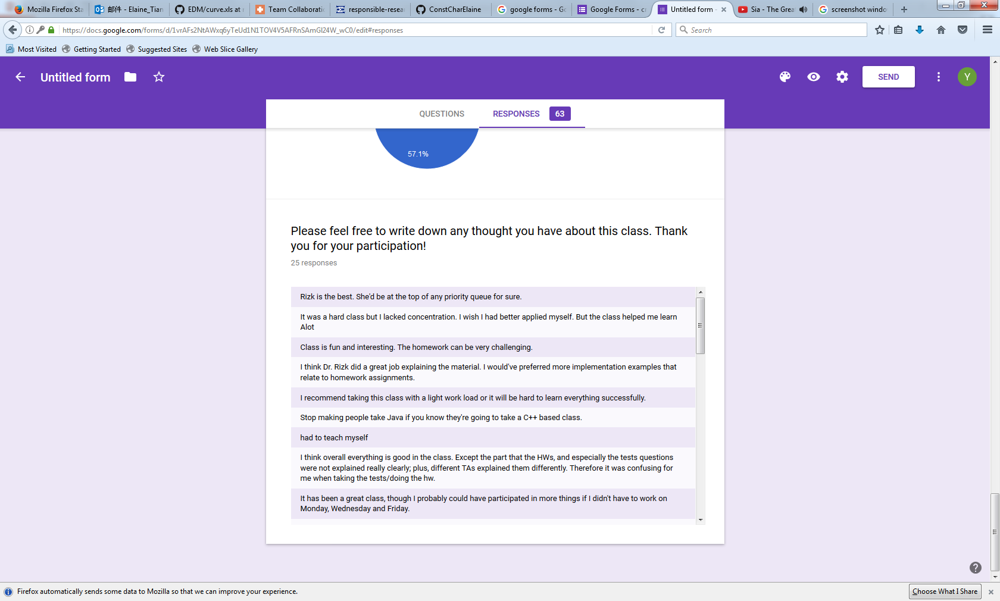 Mozilla Firefox Sta
邮件 - Elaine_Tian
EDM/curve.xls at
Team Collaboratio
responsible-resea
ConstCharElaine
google forms - Go
Google Forms - cr
Untitled form -
Sia - The Grea
screenshot windo
https://docs.google.com/forms/d/1vrAFs2NtAWxq6yTeUd1N1TOV4V5AFRnSAmGl24W_wC0/edit#responses
Search
Most Visited
Getting Started
Suggested Sites
Web Slice Gallery
Untitled form
SEND
Y
QUESTIONS
RESPONSES 63
57.1%
Please feel free to write down any thought you have about this class. Thank
you for your participation!
25 responses
Rizk is the best. She'd be at the top of any priority queue for sure.
It was a hard class but I lacked concentration. I wish I had better applied myself. But the class helped me learn
Alot
Class is fun and interesting. The homework can be very challenging.
I think Dr. Rizk did a great job explaining the material. I would've preferred more implementation examples that
relate to homework assignments.
I recommend taking this class with a light work load or it will be hard to learn everything successfully.
Stop making people take Java if you know they're going to take a C++ based class.
had to teach myself
I think overall everything is good in the class. Except the part that the HWs, and especially the tests questions
were not explained really clearly; plus, different TAs explained them differently. Therefore it was confusing for
me when taking the tests/doing the hw.
It has been a great class, though I probably could have participated in more things if I didn't have to work on
Monday, Wednesday and Friday.
Firefox automatically sends some data to Mozilla so that we can improve your experience.
Choose What I Share